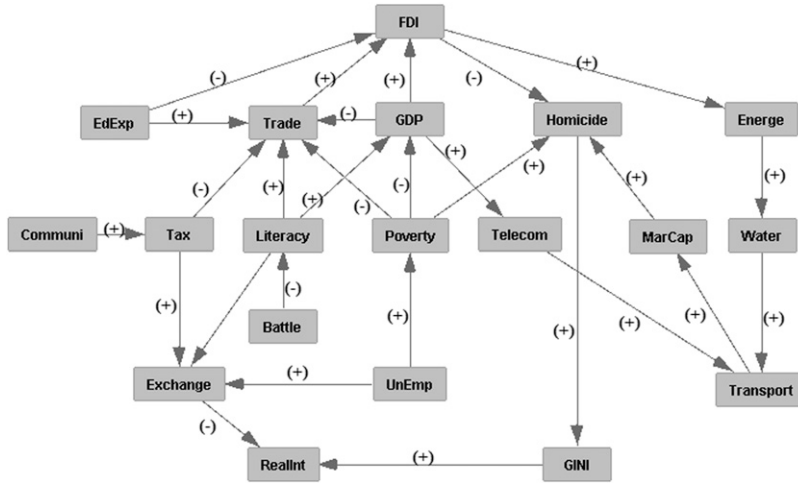 FDI
(-)
(+)
(+)
(-)
(+)
EdExp
(+)
Trade
(-)
GDP
Homicide
Energe
(+)
(+)
(+)
(-)
(+)
(+)
(-)
(-)
(+)
Communi
(+)
Tax
Literacy
Poverty
Telecom
MarCap
Water
(+)
(-)
(+)
(+)
(+)
(+)
(+)
Battle
Exchange
(+)
UnEmp
Transport
(-)
RealInt
(+)
GINI